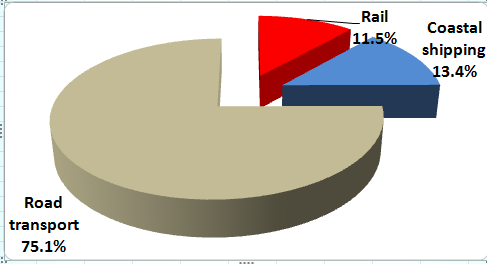 Rail
11.5%
Coastal
shipping
13.4%
Road
transport
75.1%